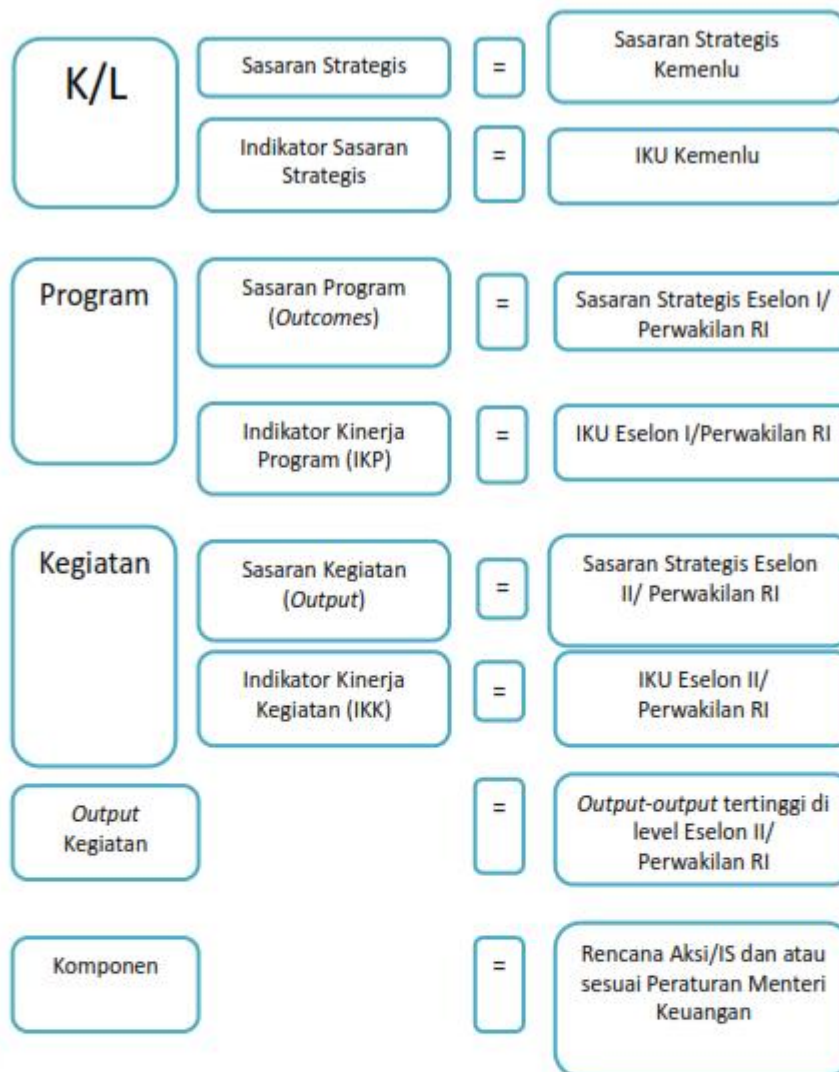 K/L
Sasaran Strategis
=
Sasaran Strategis
Kemenlu
Indikator Sasaran
Strategis
=
IKU Kemenlu
Program
Sasaran Program
(Outcomes)
=
Sasaran Strategis Eselon I/
Perwakilan RI
Indikator Kinerja
Program (IKP)
=
IKU Eselon I/Perwakilan RI
Kegiatan
Sasaran Kegiatan
(Output)
=
Sasaran Strategis Eselon
II/ Perwakilan RI
Indikator Kinerja
Kegiatan (IKK)
=
IKU Eselon II/
Perwakilan RI
Output
Kegiatan
=
Output-output tertinggi di
level Eselon II/
Perwakilan RI
Komponen
=
Rencana Aksi/IS dan atau
sesuai Peraturan Menteri
Keuangan